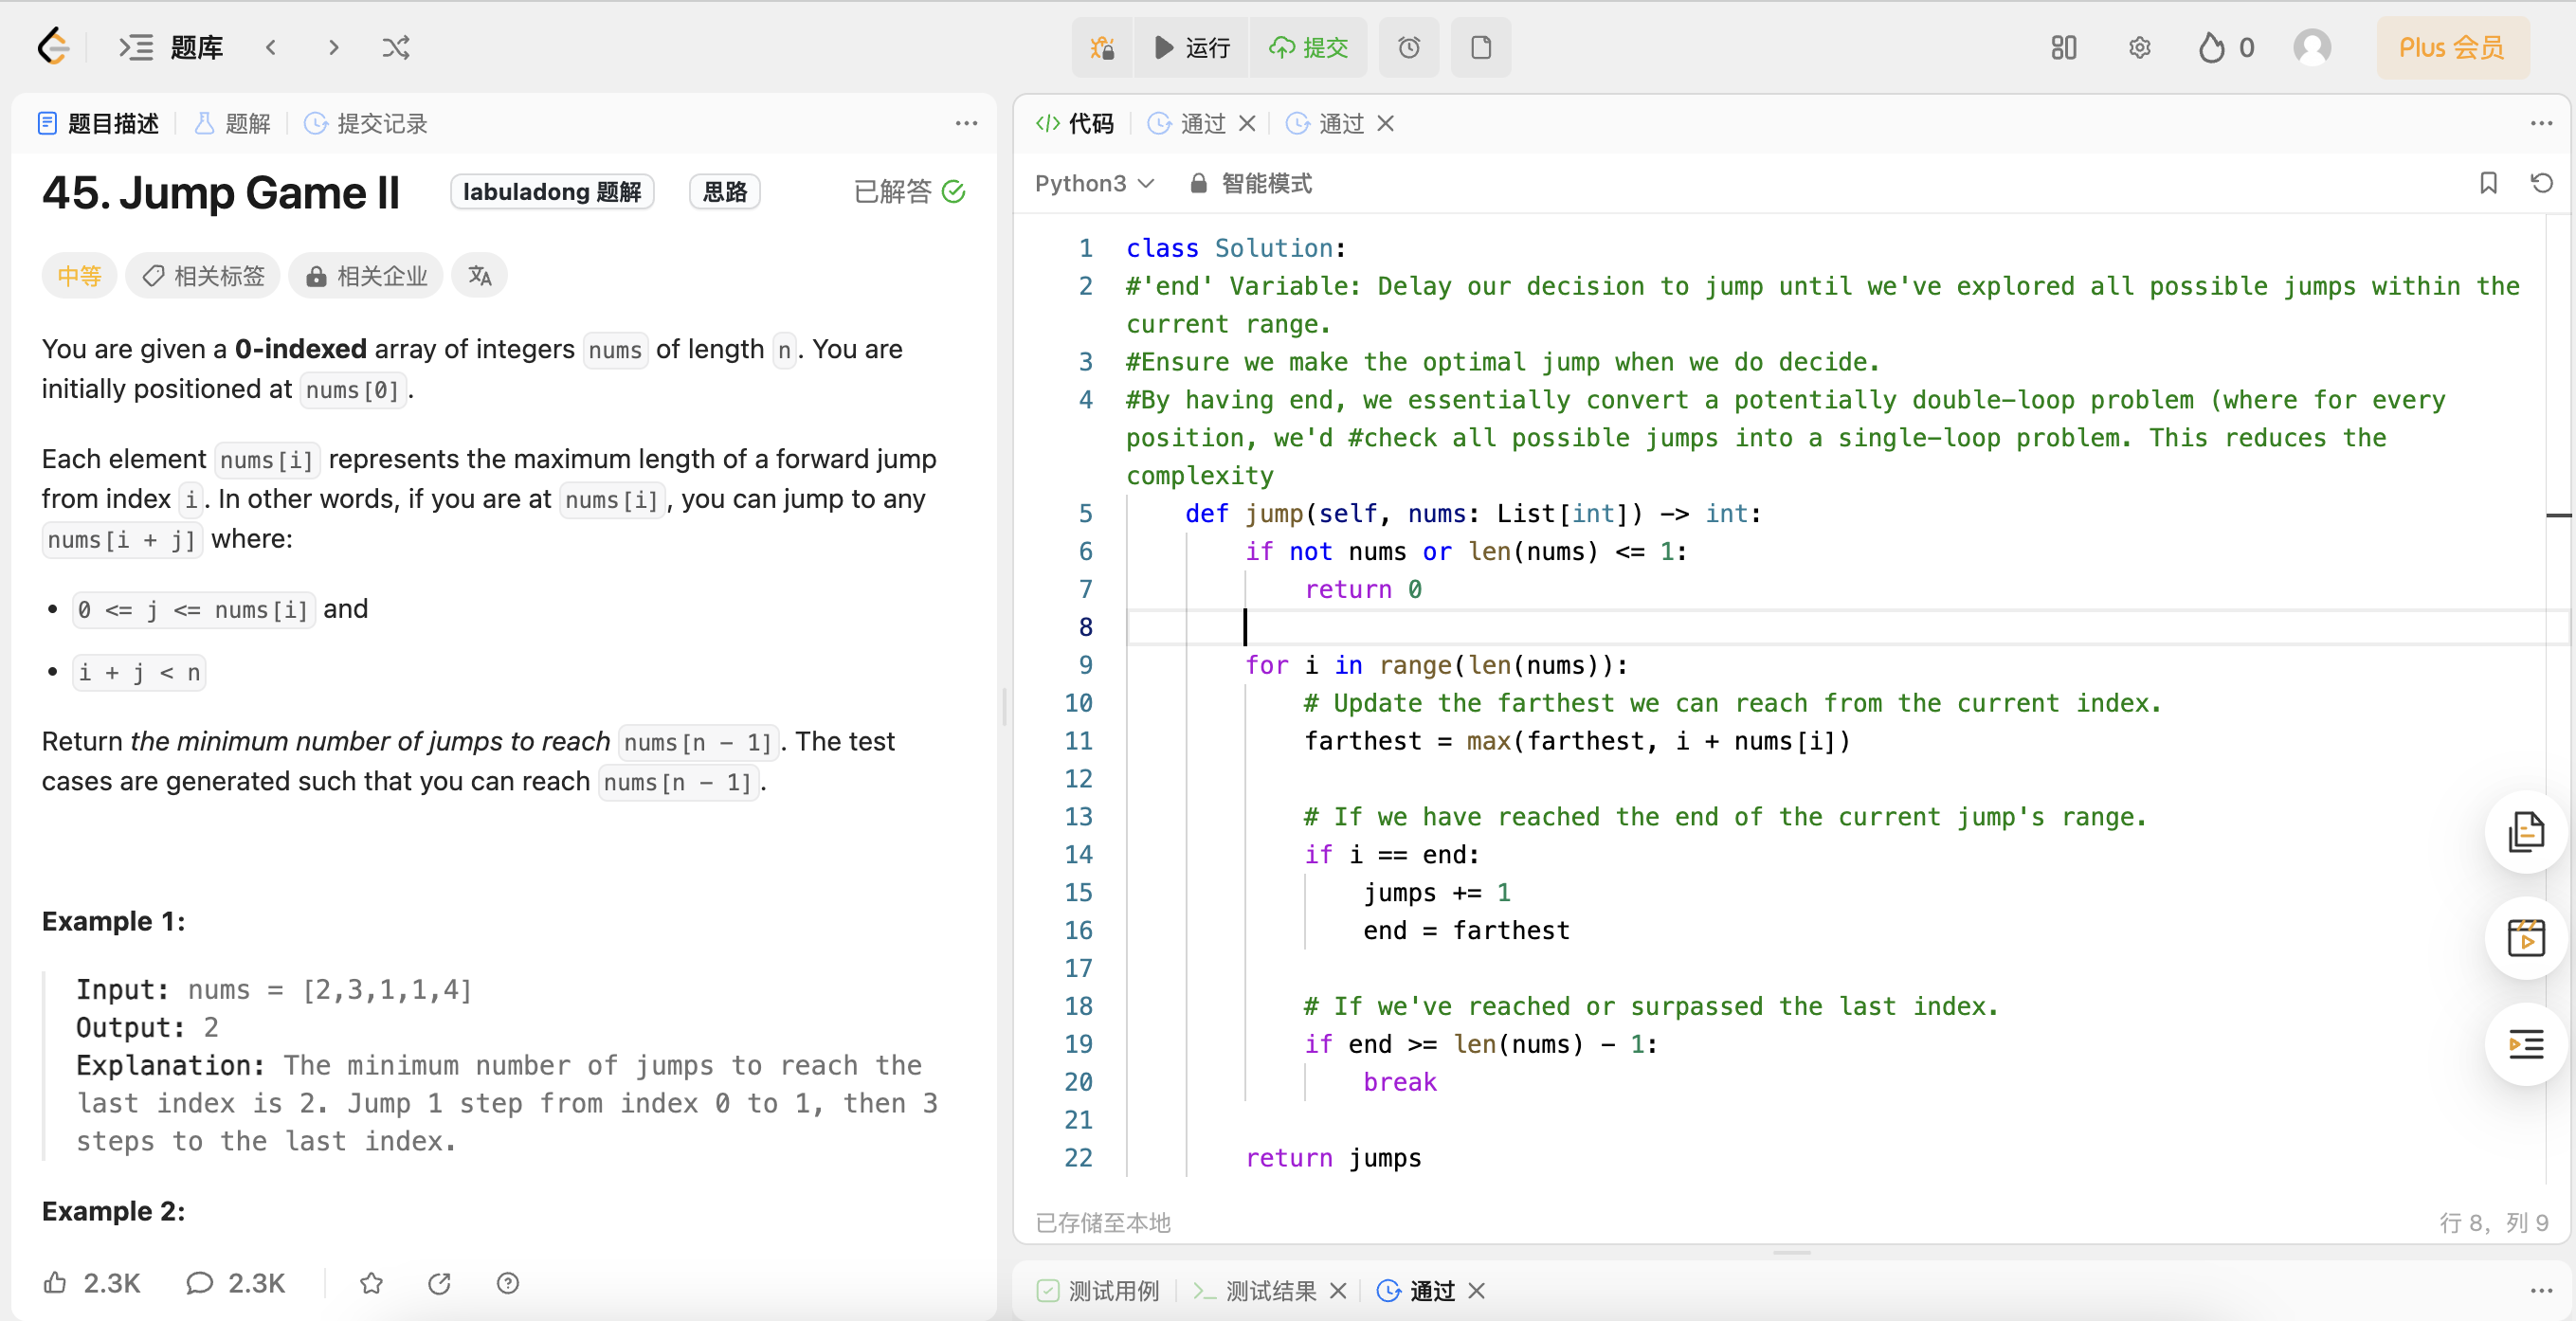 题库
运行
提交
0
Plus 会员
题目描述
题解
提交记录
45. Jump Game II
labuladong 题解
思路
已解答
中等
相关标签
相关企业
You are given a 0-indexed array of integers nums of length n. You are
initially positioned at nums[0].
Each element nums[i] represents the maximum length of a forward jump
from index i. In other words, if you are at nums[i], you can jump to any
nums[i + j] where:
• 0 <= j <= nums[i] and
• i + j < n
Return the minimum number of jumps to reach nums[n - 1]. The test
cases are generated such that you can reach nums[n - 1].
Example 1:
Input: nums = [2,3,1,1,4]
Output: 2
Explanation: The minimum number of jumps to reach the
last index is 2. Jump 1 step from index 0 to 1, then 3
steps to the last index.
Example 2:
2.3K
2.3K
代码
通过
通过
Python3
智能模式
1 class Solution:
2 #'end' Variable: Delay our decision to jump until we've explored all possible jumps within the
current range.
3 #Ensure we make the optimal jump when we do decide.
4 #By having end, we essentially convert a potentially double-loop problem (where for every
position, we'd #check all possible jumps into a single-loop problem. This reduces the
complexity
5 def jump(self, nums: List[int]) -> int:
6 if not nums or len(nums) <= 1:
7 return 0
8
9 for i in range(len(nums)):
10 # Update the farthest we can reach from the current index.
11 farthest = max(farthest, i + nums[i])
12
13 # If we have reached the end of the current jump's range.
14 if i == end:
15 jumps += 1
16 end = farthest
17
18 # If we've reached or surpassed the last index.
19 if end >= len(nums) - 1:
20 break
21
22 return jumps
已存储至本地
行 8, 列 9
测试用例
测试结果
通过